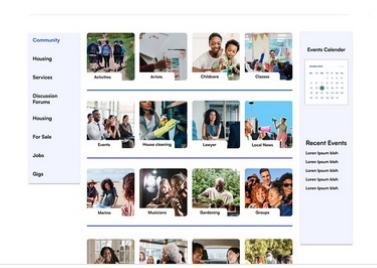 Community
Housing
Services
Discussion
Forums
Housing
For Sale
Jobs
Gigs
Activities
Artists
Childcare
Classes
Events
House cleaning
Lawyer
Local News
Marine
Musicians
Gardening
Groups
Events Calendar
Recent Events
Lorem Ipsum blah.
Lorem Ipsum blah.
Lorem Ipsum blah.
Lorem Ipsum blah.
Lorem Ipsum blah.